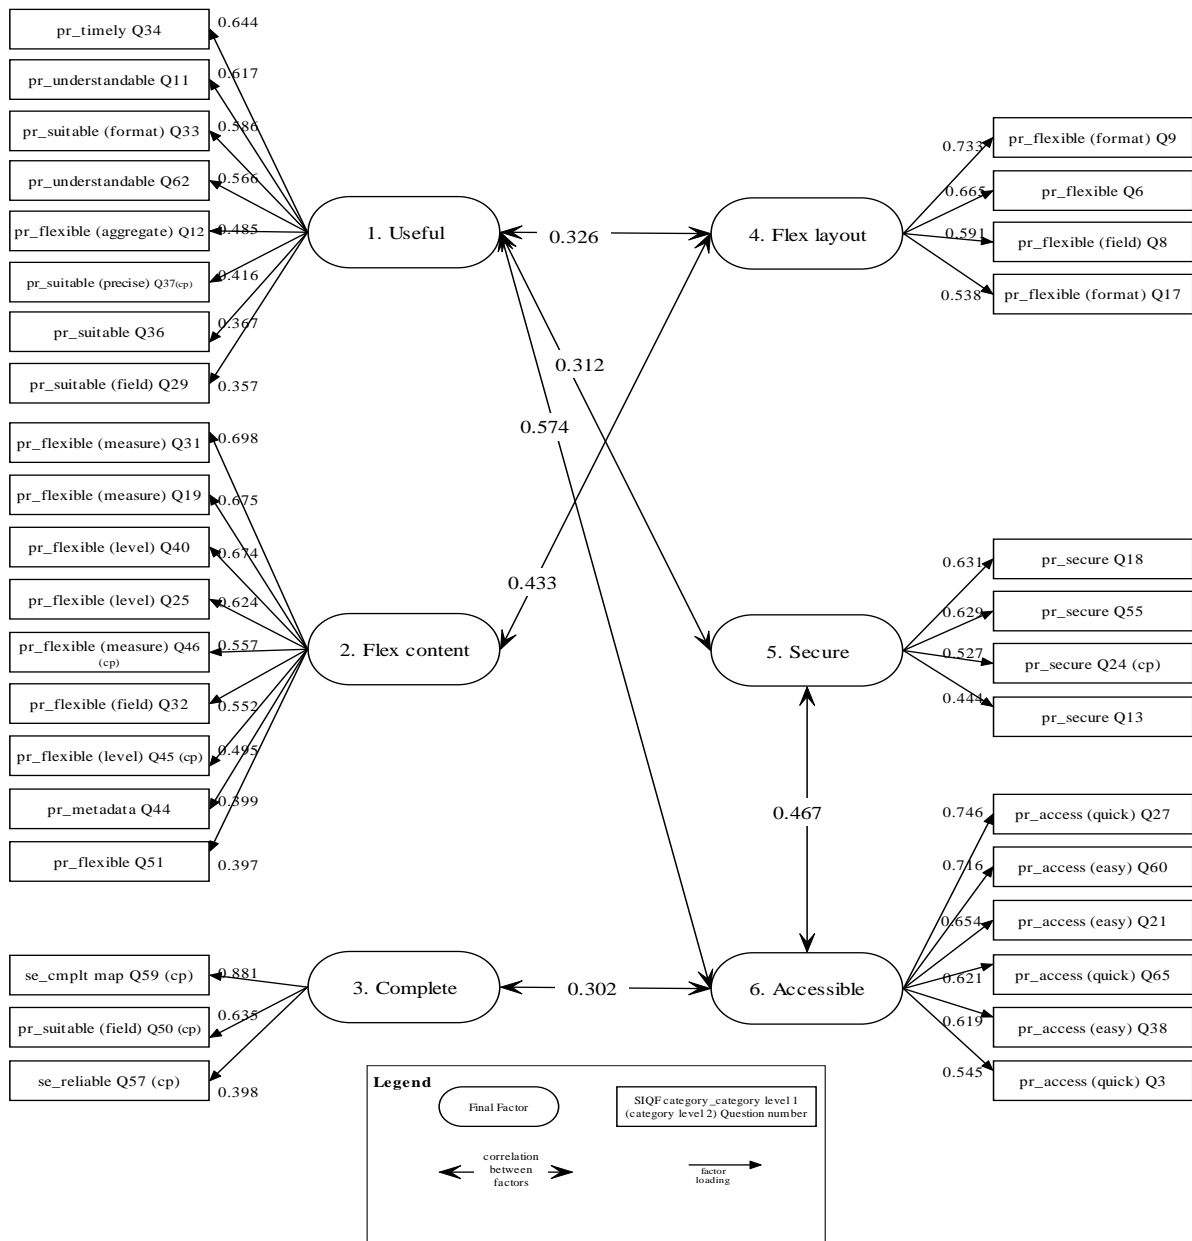 pr_timely Q34
0.644
pr_understandable Q11
0.617
pr_suitable (format) Q33
0.586
pr_understandable Q62
0.566
pr_flexible (aggregate) Q12
0.485
pr_suitable (precise) Q37(cp)
0.416
pr_suitable Q36
0.367
pr_suitable (field) Q29
0.357
1. Useful
pr_flexible (measure) Q31
0.698
pr_flexible (measure) Q19
0.675
pr_flexible (level) Q40
0.674
pr_flexible (level) Q25
0.624
pr_flexible (measure) Q46
(cp)
0.557
pr_flexible (field) Q32
0.552
pr_flexible (level) Q45 (cp)
0.495
pr_metadata Q44
0.399
pr_flexible Q51
0.397
2. Flex content
se_cmplt map Q59 (cp)
0.881
pr_suitable (field) Q50 (cp)
0.635
se_reliable Q57 (cp)
0.398
3. Complete
0.326
0.312
0.574
0.433
0.467
0.302
4. Flex layout
0.733
pr_flexible (format) Q9
0.665
pr_flexible Q6
0.591
pr_flexible (field) Q8
0.538
pr_flexible (format) Q17
5. Secure
0.631
pr_secure Q18
0.629
pr_secure Q55
0.527
pr_secure Q24 (cp)
0.444
pr_secure Q13
6. Accessible
0.746
pr_access (quick) Q27
0.716
pr_access (easy) Q60
0.654
pr_access (easy) Q21
0.621
pr_access (quick) Q65
0.619
pr_access (easy) Q38
0.545
pr_access (quick) Q3
Legend
Final Factor
SIQF category_category level 1
(category level 2) Question number
correlation
between
factors
factor
loading